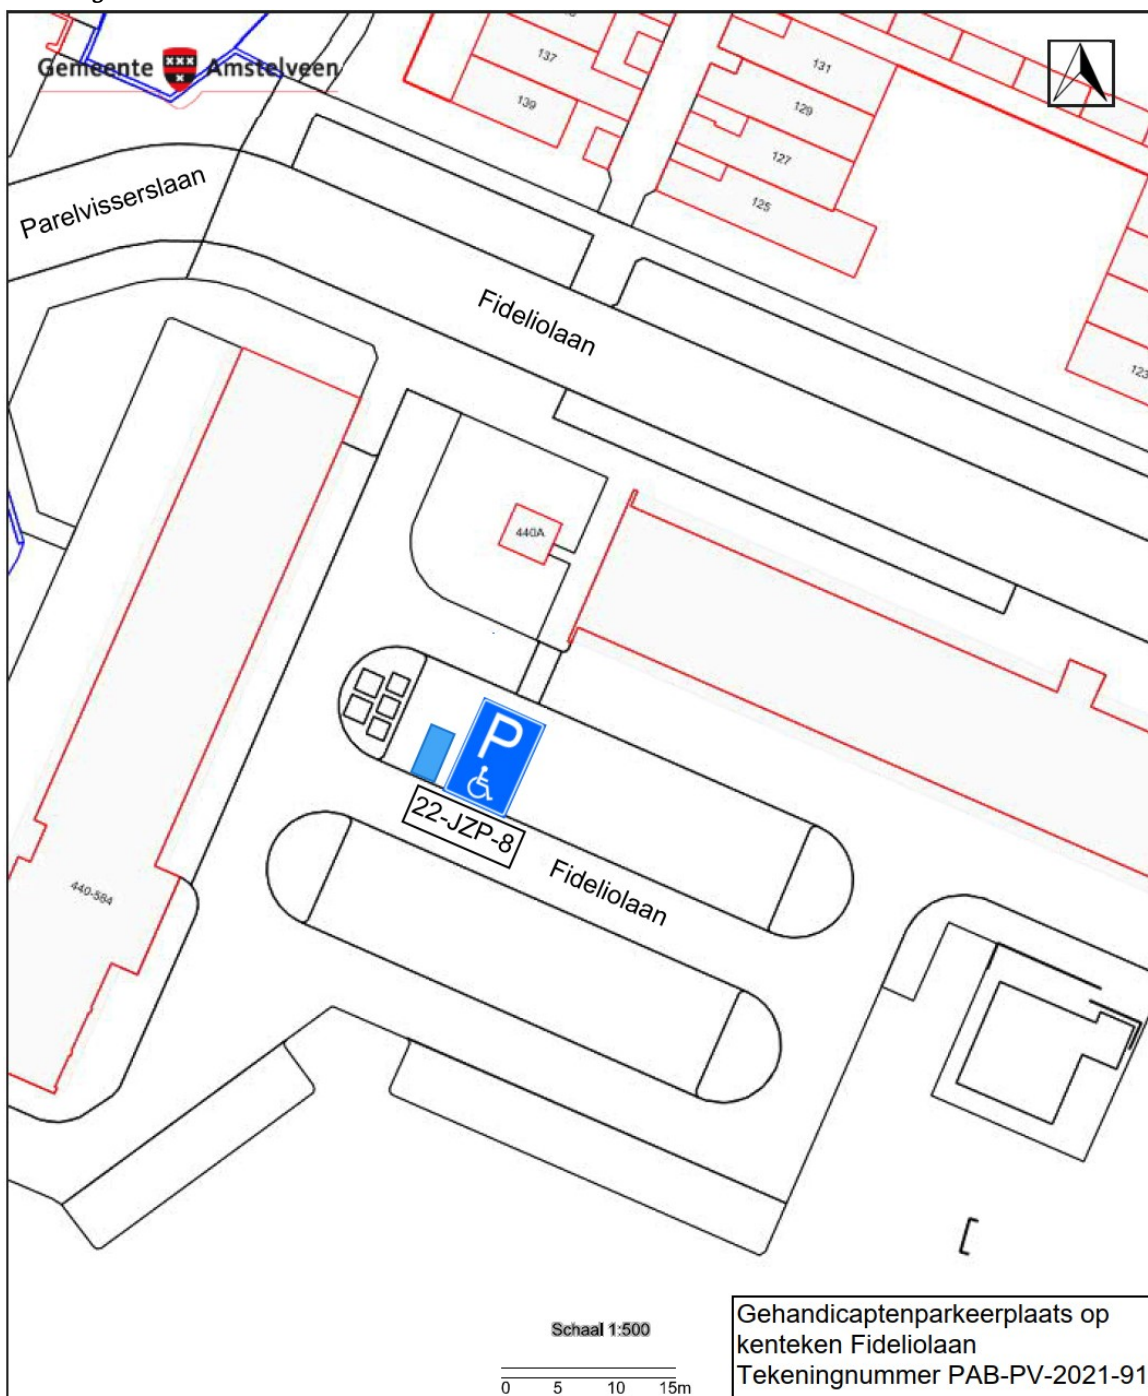 Gemeente Amstelveen
137
139
131
129
127
125
123
Parelvisserslaan
Fideliolaan
440A
P
22-JZP-8
Fideliolaan
440-584
Schaal 1:500
0 5 10 15m
Gehandicaptenparkeerplaats op
kenteken Fideliolaan
Tekeningnummer PAB-PV-2021-91